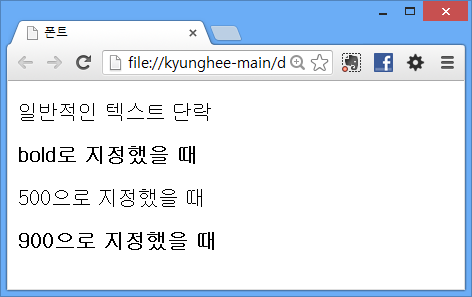 폰트
file://kyunghee-main/d
일반적인 텍스트 단락
bold로 지정했을 때
500으로 지정했을 때
900으로 지정했을 때